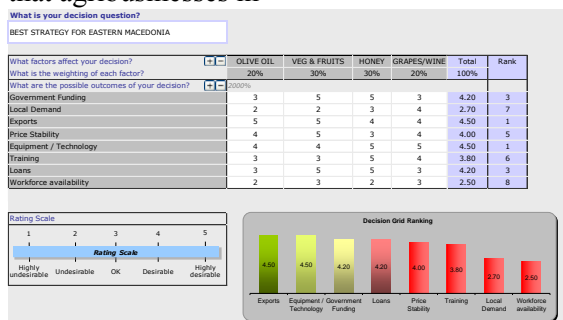 What is your decision question?
BEST STRATEGY FOR EASTERN MACEDONIA
What factors affect your decision? + − OLIVE OIL VEG & FRUITS HONEY GRAPES/WINE Total Rank
What is the weighting of each factor? 20% 30% 30% 20% 100%
What are the possible outcomes of your decision? + − 2000%
Government Funding 3 5 5 3 4.20 3
Local Demand 2 2 3 4 2.70 7
Exports 5 5 4 4 4.50 1
Price Stability 4 5 3 4 4.00 5
Equipment / Technology 4 4 5 5 4.50 1
Training 3 3 5 4 3.80 6
Loans 3 5 5 3 4.20 3
Workforce availability 2 3 2 3 2.50 8
Rating Scale
1 2 3 4 5
Rating Scale
Highly undesirable Undesirable OK Desirable Highly desirable
Decision Grid Ranking
4.50 4.50 4.20 4.20 4.00 3.80 2.70 2.50
Exports Equipment / Technology Government Funding Loans Price Stability Training Local Demand Workforce availability